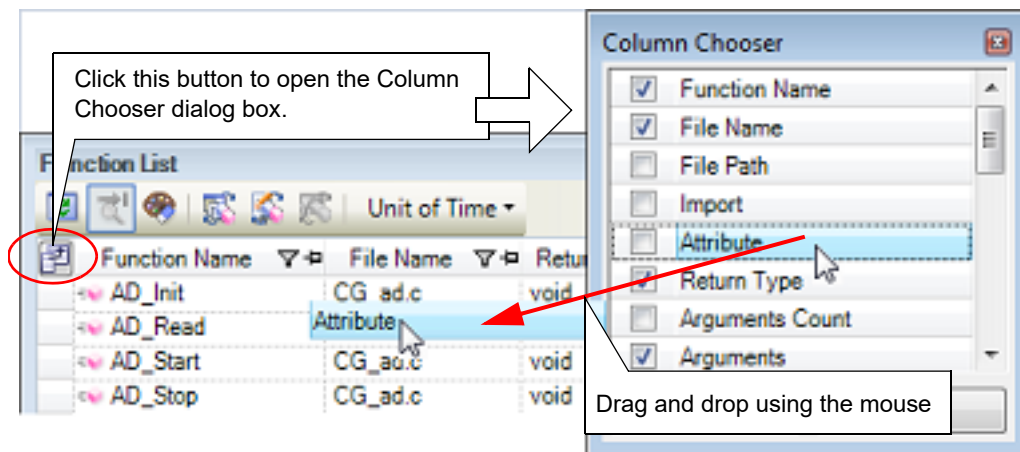 Click this button to open the Column
Chooser dialog box.
Function List
Unit of Time
Function Name File Name
AD_Init CG_ad.c void
AD_Read Attribute
AD_Start CG_ad.c void
AD_Stop CG_ad.c void
Column Chooser
Function Name
File Name
File Path
Import
Attribute
Return Type
Arguments Count
Arguments
Drag and drop using the mouse